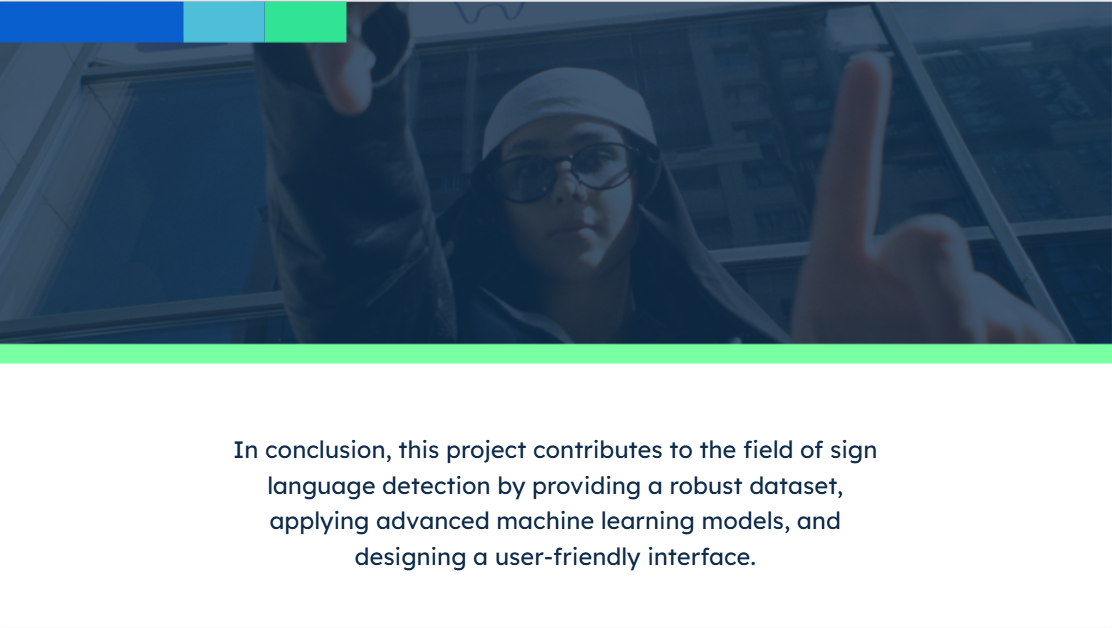 In conclusion, this project contributes to the field of sign
language detection by providing a robust dataset,
applying advanced machine learning models, and
designing a user-friendly interface.